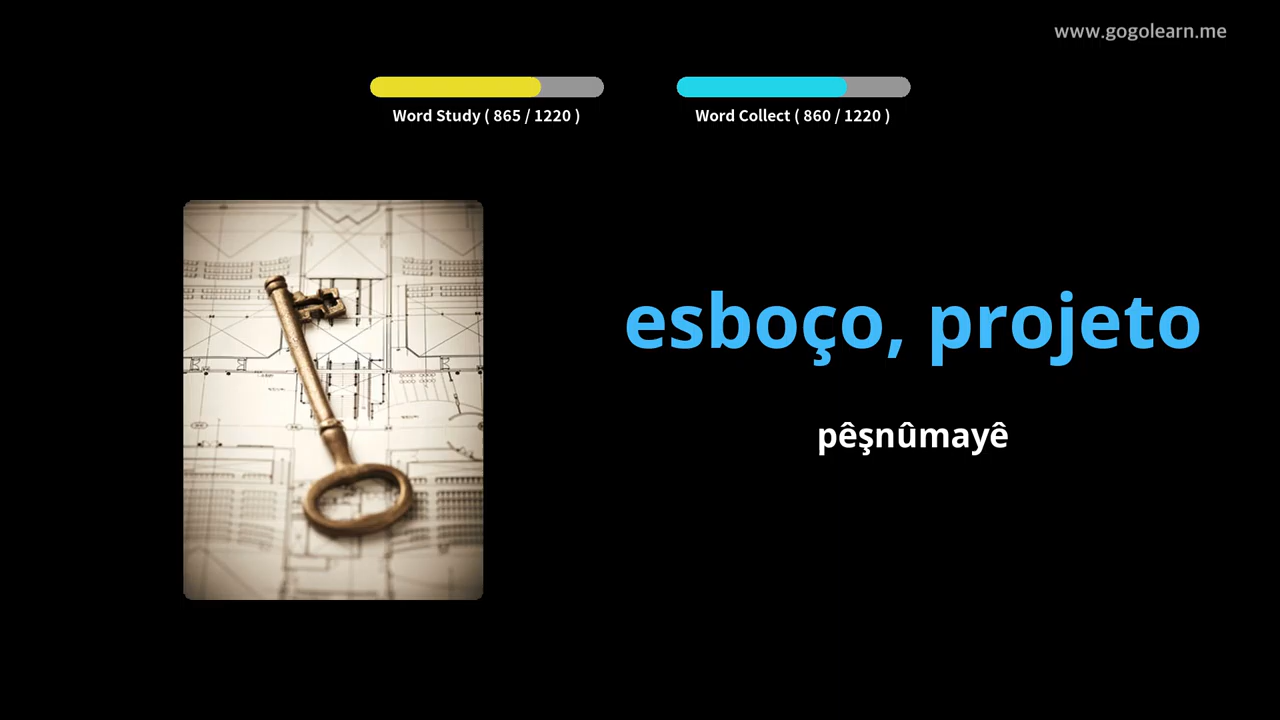 www.gogolearn.me
Word Study ( 865 / 1220 )
Word Collect ( 860 / 1220 )
esboço, projeto
pêşnûmayê